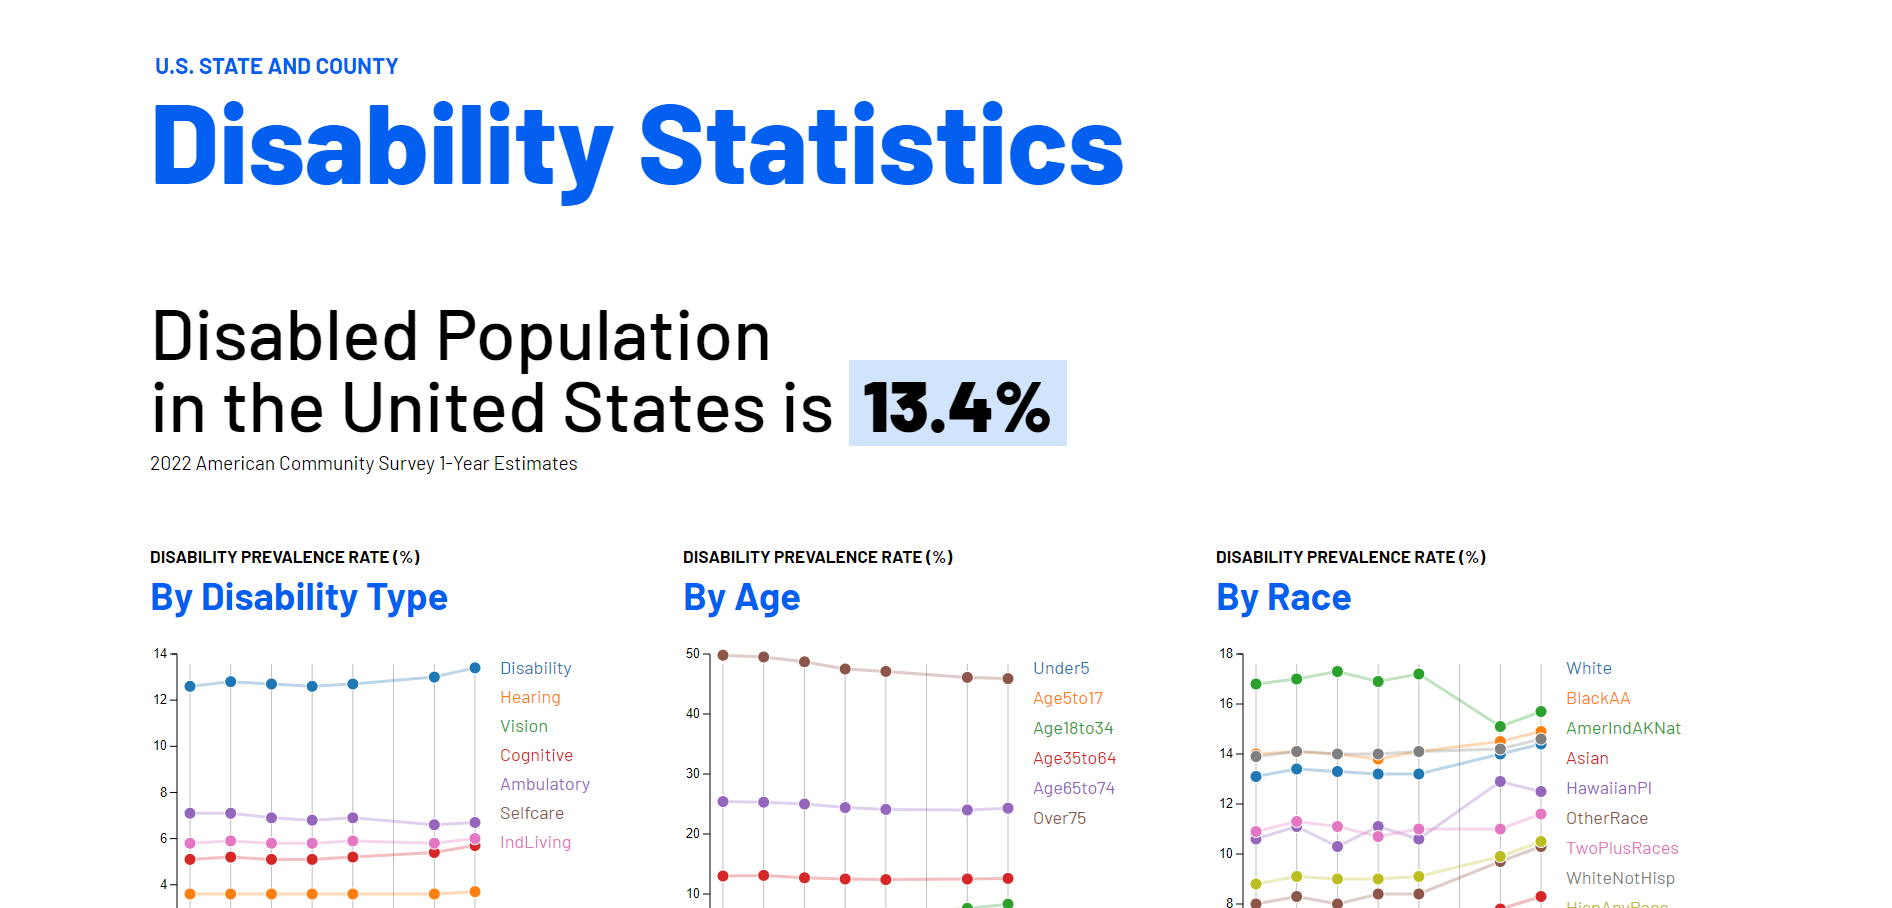 U.S. STATE AND COUNTY
Disability Statistics
Disabled Population
in the United States is 13.4%
2022 American Community Survey 1-Year Estimates
DISABILITY PREVALENCE RATE (%)
By Disability Type
14
12
10
8
6
4
Disability
Hearing
Vision
Cognitive
Ambulatory
Selfcare
IndLiving
DISABILITY PREVALENCE RATE (%)
By Age
50
40
30
20
10
Under5
Age5to17
Age18to34
Age35to64
Age65to74
Over75
DISABILITY PREVALENCE RATE (%)
By Race
18
16
14
12
10
8
White
BlackAA
AmerIndAKNat
Asian
HawaiianPI
OtherRace
TwoPlusRaces
WhiteNotHisp
HispAnyRace